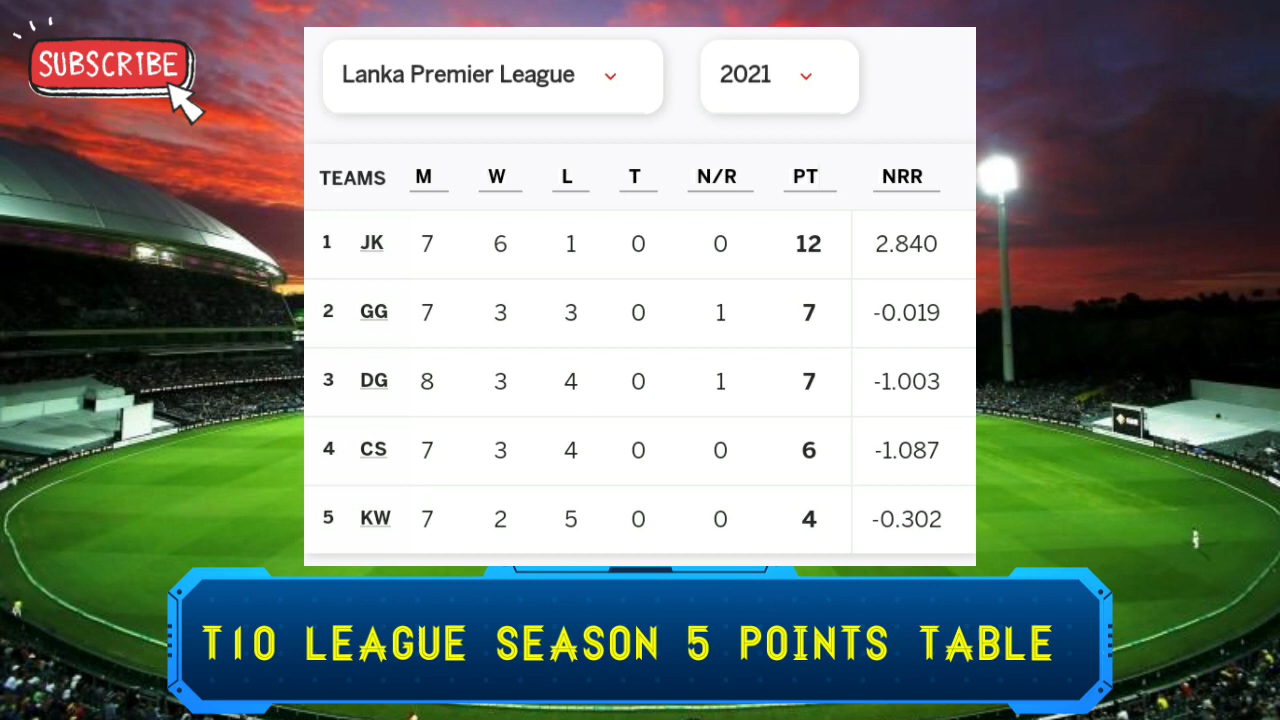 SUBSCRIBE
Lanka Premier League 2021
TEAMS M W L T N/R PT NRR
1 JK 7 6 1 0 0 12 2.840
2 GG 7 3 3 0 1 7 -0.019
3 DG 8 3 4 0 1 7 -1.003
4 CS 7 3 4 0 0 6 -1.087
5 KW 7 2 5 0 0 4 -0.302
T10 LEAGUE SEASON 5 POINTS TABLE